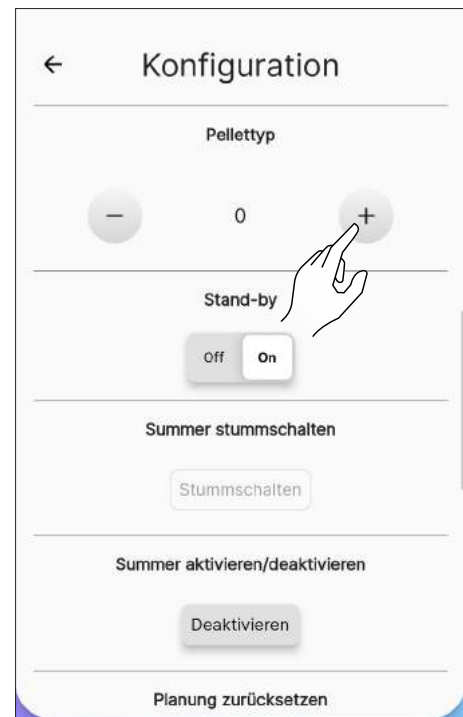 ← Konfiguration
Pellettyp
− 0 +
Stand-by
Off On
Summer stummschalten
Stummschalten
Summer aktivieren/deaktivieren
Deaktivieren
Planung zurücksetzen